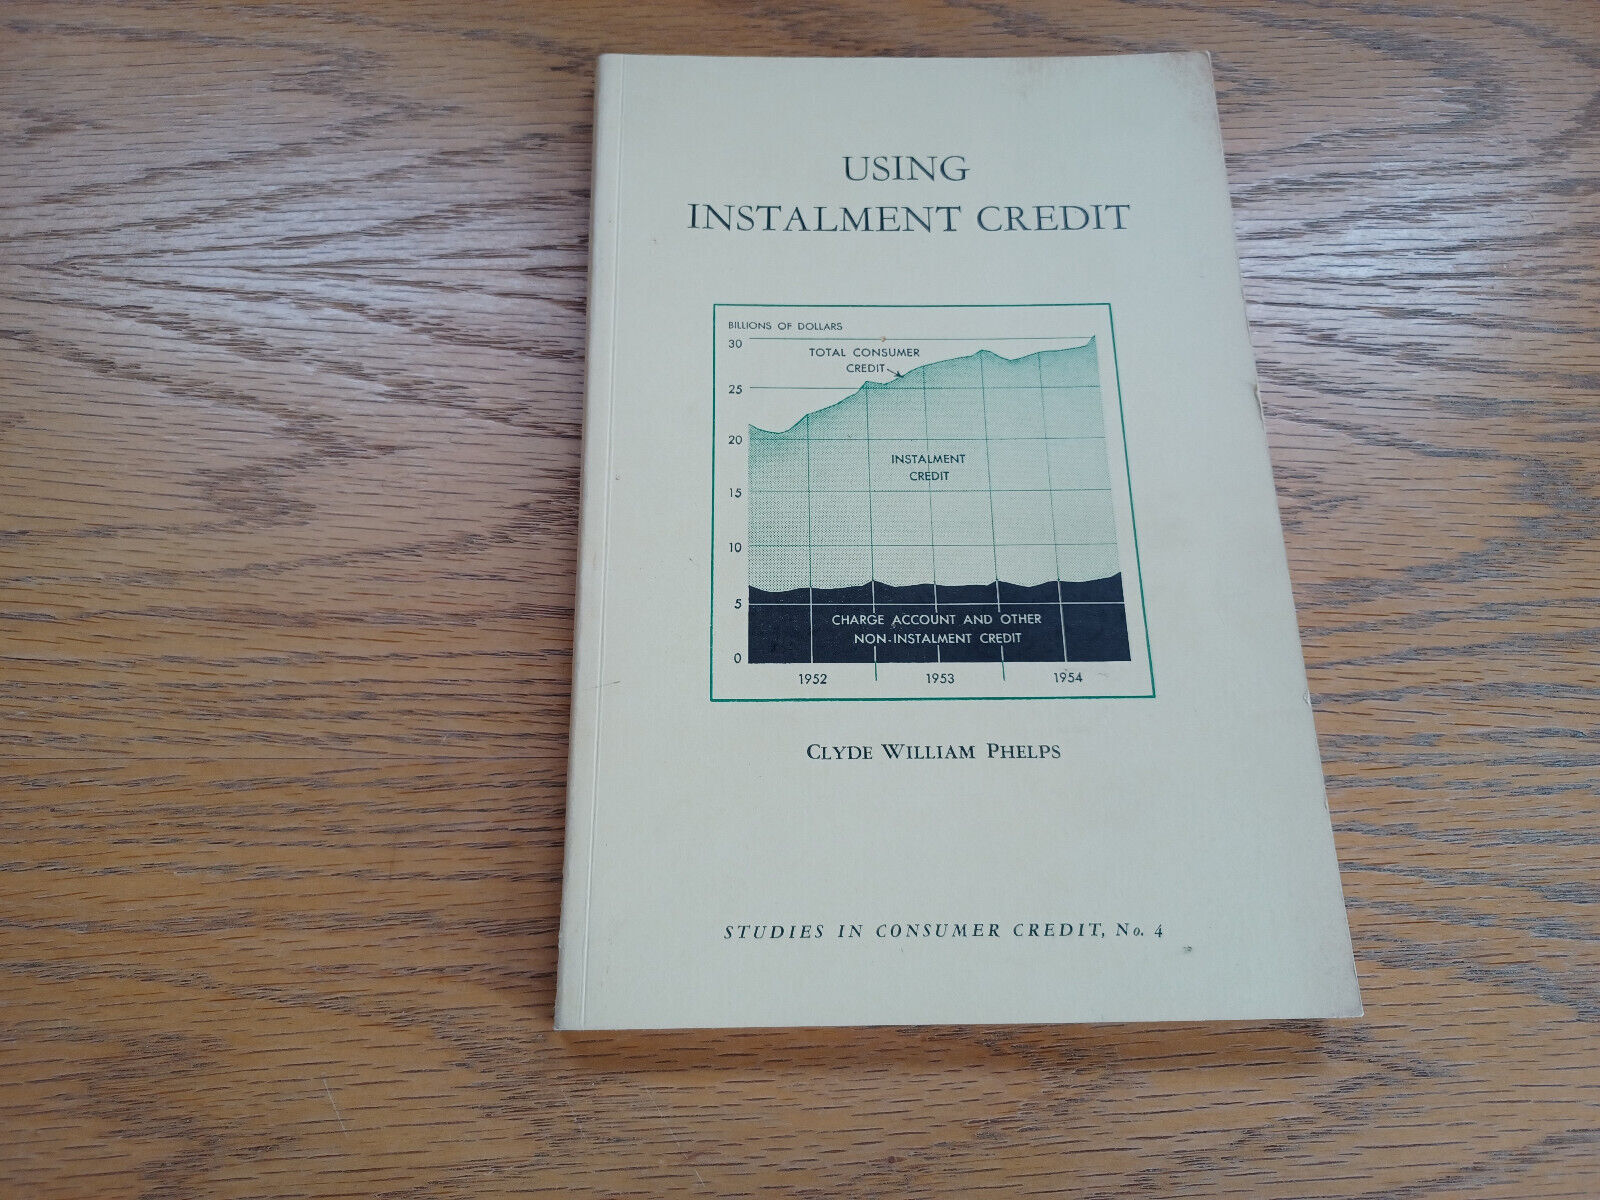 USING
INSTALMENT CREDIT
BILLIONS OF DOLLARS
30
TOTAL CONSUMER
CREDIT
25
20
INSTALMENT
CREDIT
15
10
5
CHARGE ACCOUNT AND OTHER
NON-INSTALMENT CREDIT
0
1952 1953 1954
CLYDE WILLIAM PHELPS
STUDIES IN CONSUMER CREDIT, No. 4